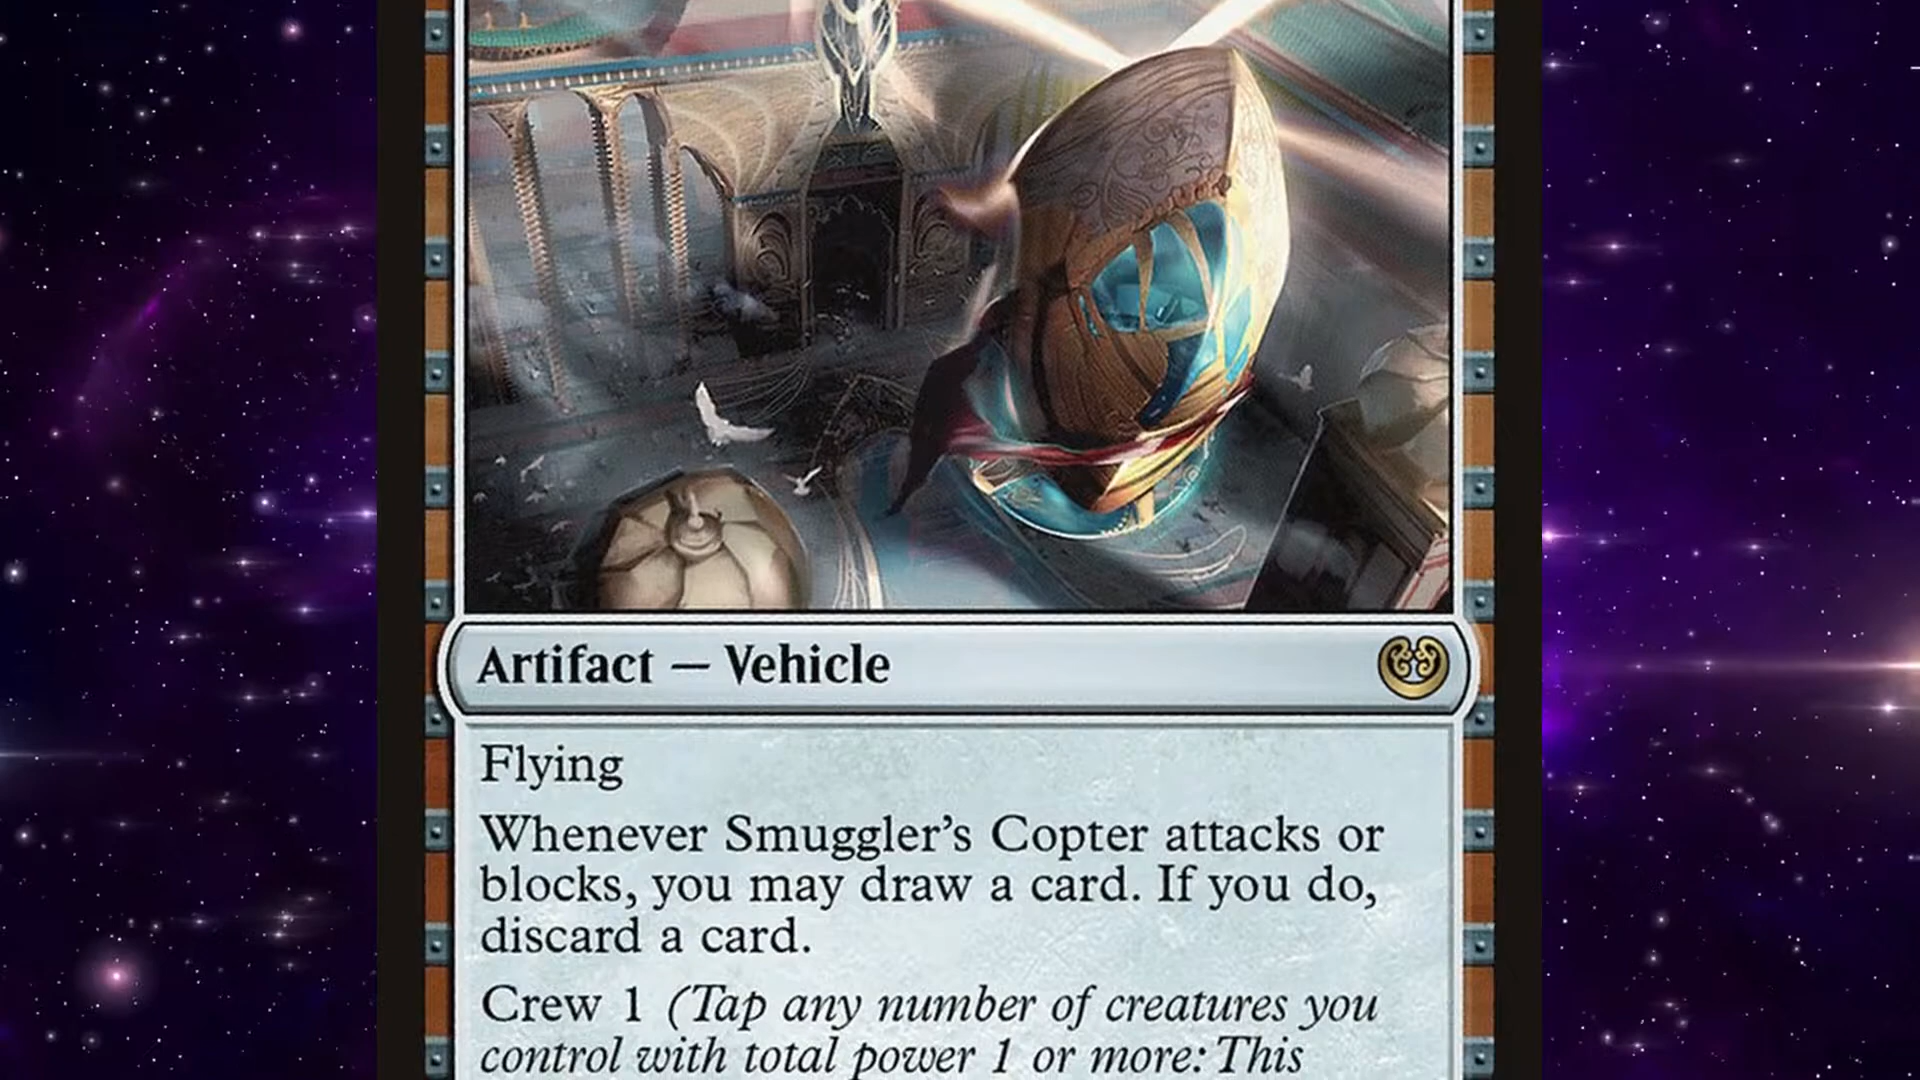 Artifact — Vehicle
Flying
Whenever Smuggler’s Copter attacks or
blocks, you may draw a card. If you do,
discard a card.
Crew 1 (Tap any number of creatures you
control with total power 1 or more: This